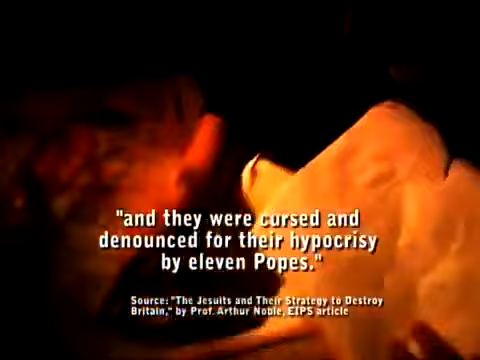 "and they were cursed and
denounced for their hypocrisy
by eleven Popes."
Source: "The Jesuits and Their Strategy to Destroy
Britain," by Prof. Arthur Noble, EIPS article